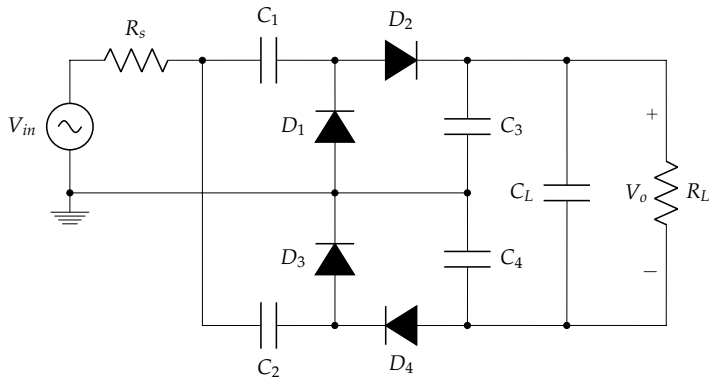 R_s
C_1
D_2
V_in
D_1
C_3
+
C_L
V_o
R_L
D_3
C_4
−
C_2
D_4